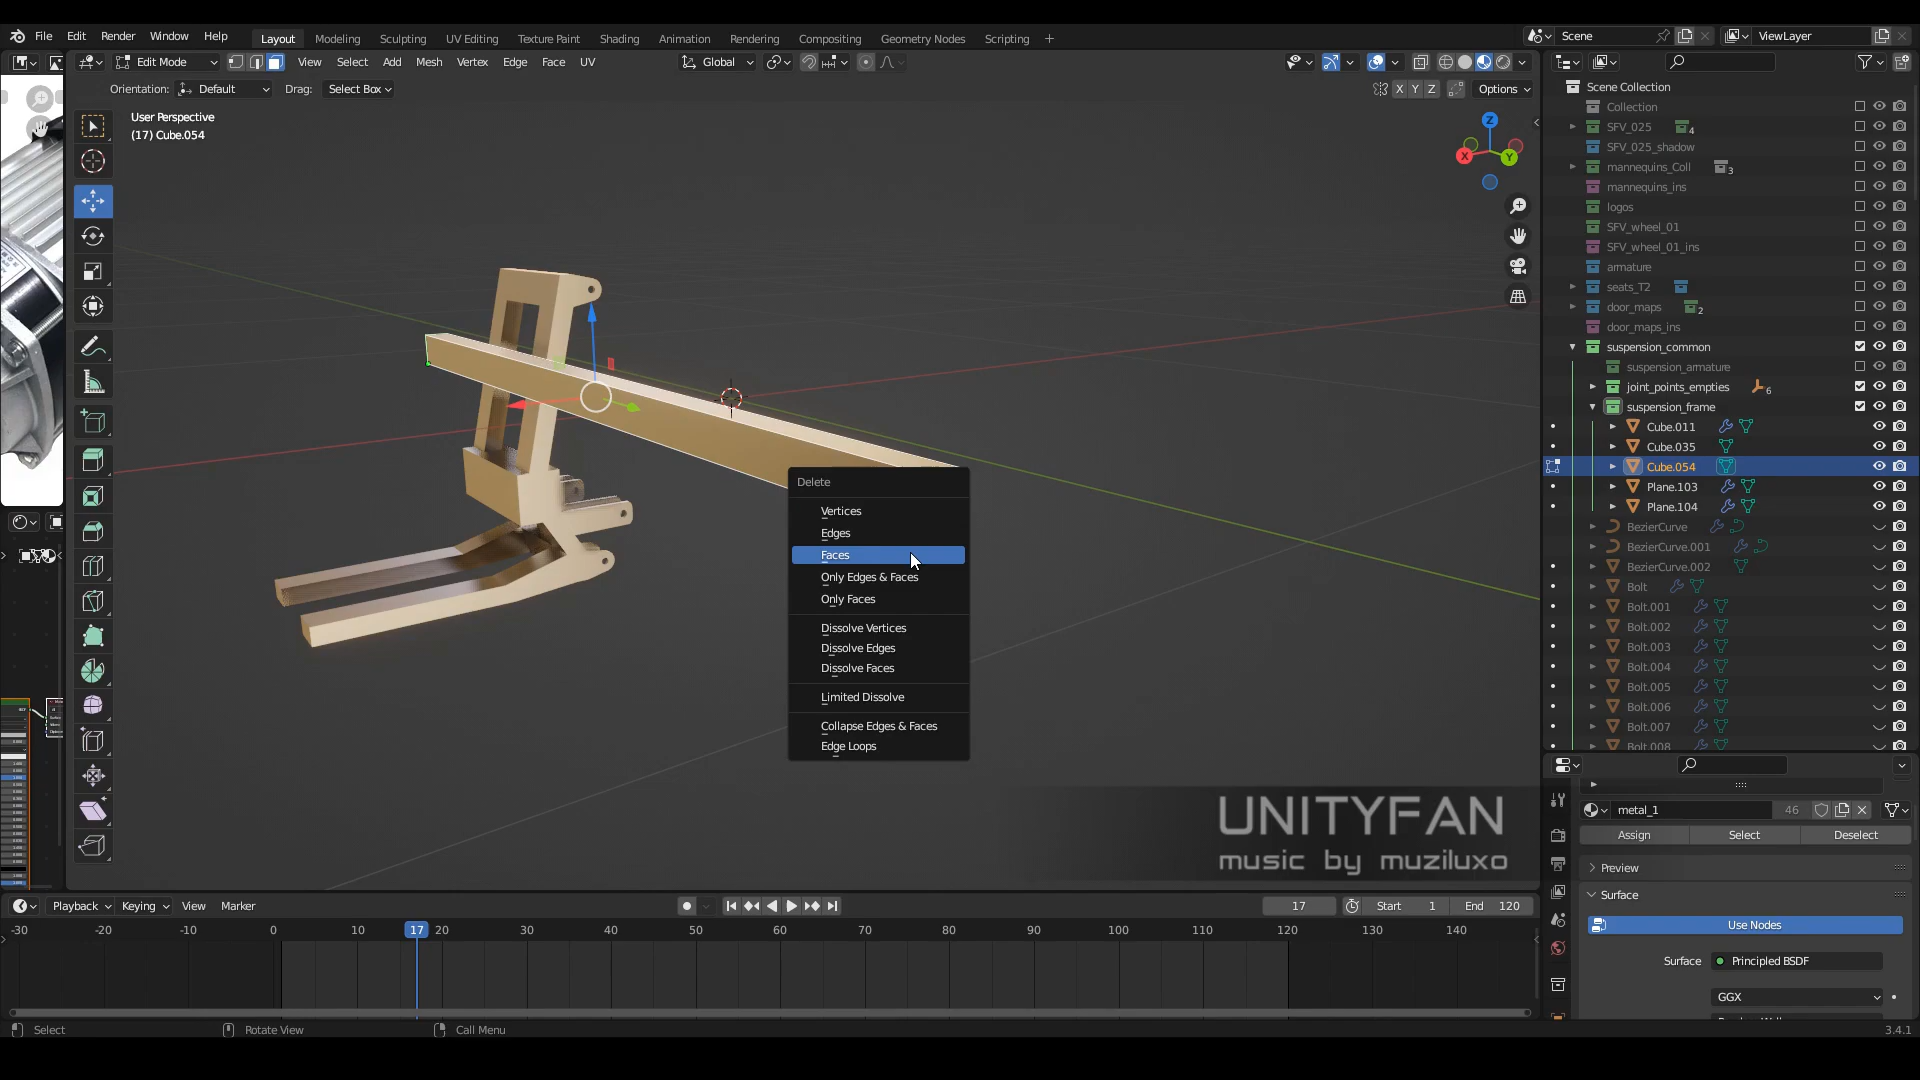 File Edit Render Window Help Layout Modeling Sculpting UV Editing Texture Paint Shading Animation Rendering Compositing Geometry Nodes Scripting + Scene ViewLayer
Edit Mode View Select Add Mesh Vertex Edge Face UV Global
Orientation: Default Drag: Select Box X Y Z Options
User Perspective
(17) Cube.054
Z
X
Y
Delete
Vertices
Edges
Faces
Only Edges & Faces
Only Faces
Dissolve Vertices
Dissolve Edges
Dissolve Faces
Limited Dissolve
Collapse Edges & Faces
Edge Loops
UNITYFAN
music by muziluxo
Scene Collection
Collection
SFV_025 4
SFV_025_shadow
mannequins_Coll 3
mannequins_ins
logos
SFV_wheel_01
SFV_wheel_01_ins
armature
seats_T2
door_maps 2
door_maps_ins
suspension_common
suspension_armature
joint_points_empties 6
suspension_frame
Cube.011
Cube.035
Cube.054
Plane.103
Plane.104
BezierCurve
BezierCurve.001
BezierCurve.002
Bolt
Bolt.001
Bolt.002
Bolt.003
Bolt.004
Bolt.005
Bolt.006
Bolt.007
Bolt.008
metal_1 46
Assign Select Deselect
Preview
Surface
Use Nodes
Surface Principled BSDF
GGX
Playback Keying View Marker 17 Start 1 End 120
-30 -20 -10 0 10 17 20 30 40 50 60 70 80 90 100 110 120 130 140
Select Rotate View Call Menu 3.4.1